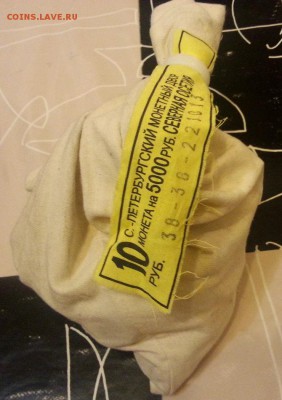 COINS.LAVE.RU
10 РУБ.
С.-ПЕТЕРБУРГСКИЙ МОНЕТНЫЙ ДВОР
МОНЕТА на 5000 РУБ. СЕВЕРНАЯ ОСЕТИЯ
38-36-221013